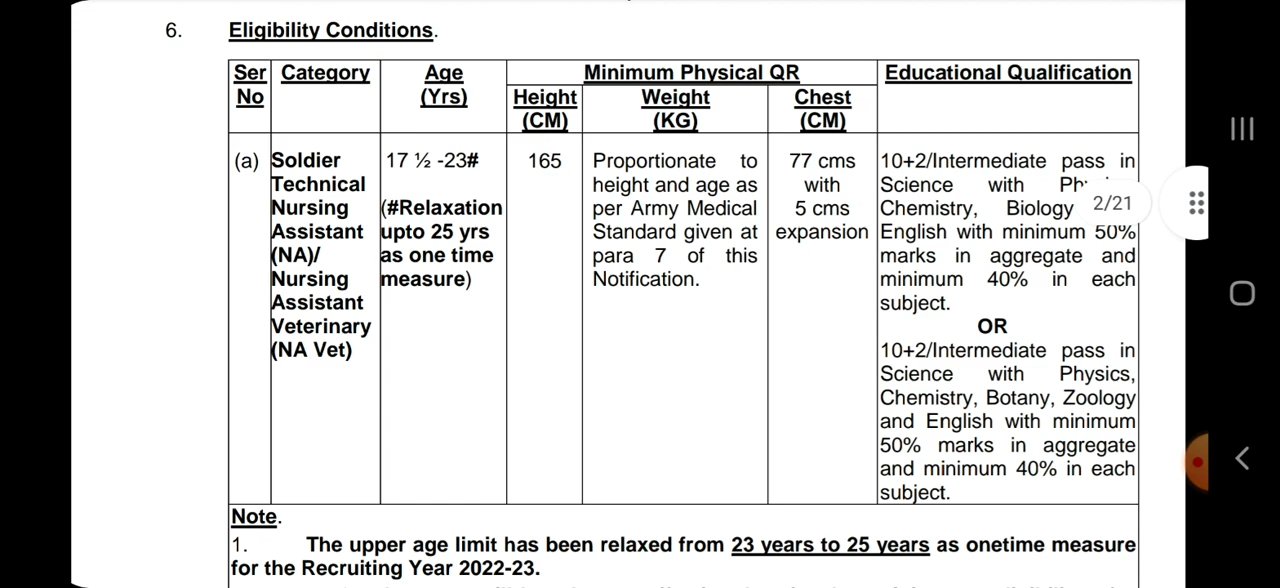 6. Eligibility Conditions.
Ser No
Category
Age (Yrs)
Minimum Physical QR
Educational Qualification
Height (CM)
Weight (KG)
Chest (CM)
(a)
Soldier
Technical
Nursing
Assistant
(NA)/
Nursing
Assistant
Veterinary
(NA Vet)
17 ½ -23#
(#Relaxation
upto 25 yrs
as one time
measure)
165
Proportionate to
height and age as
per Army Medical
Standard given at
para 7 of this
Notification.
77 cms
with
5 cms
expansion
10+2/Intermediate pass in
Science with
Chemistry, Biology
English with minimum 50%
marks in aggregate and
minimum 40% in each
subject.
OR
10+2/Intermediate pass in
Science with Physics,
Chemistry, Botany, Zoology
and English with minimum
50% marks in aggregate
and minimum 40% in each
subject.
2/21
Note.
1. The upper age limit has been relaxed from 23 years to 25 years as onetime measure
for the Recruiting Year 2022-23.